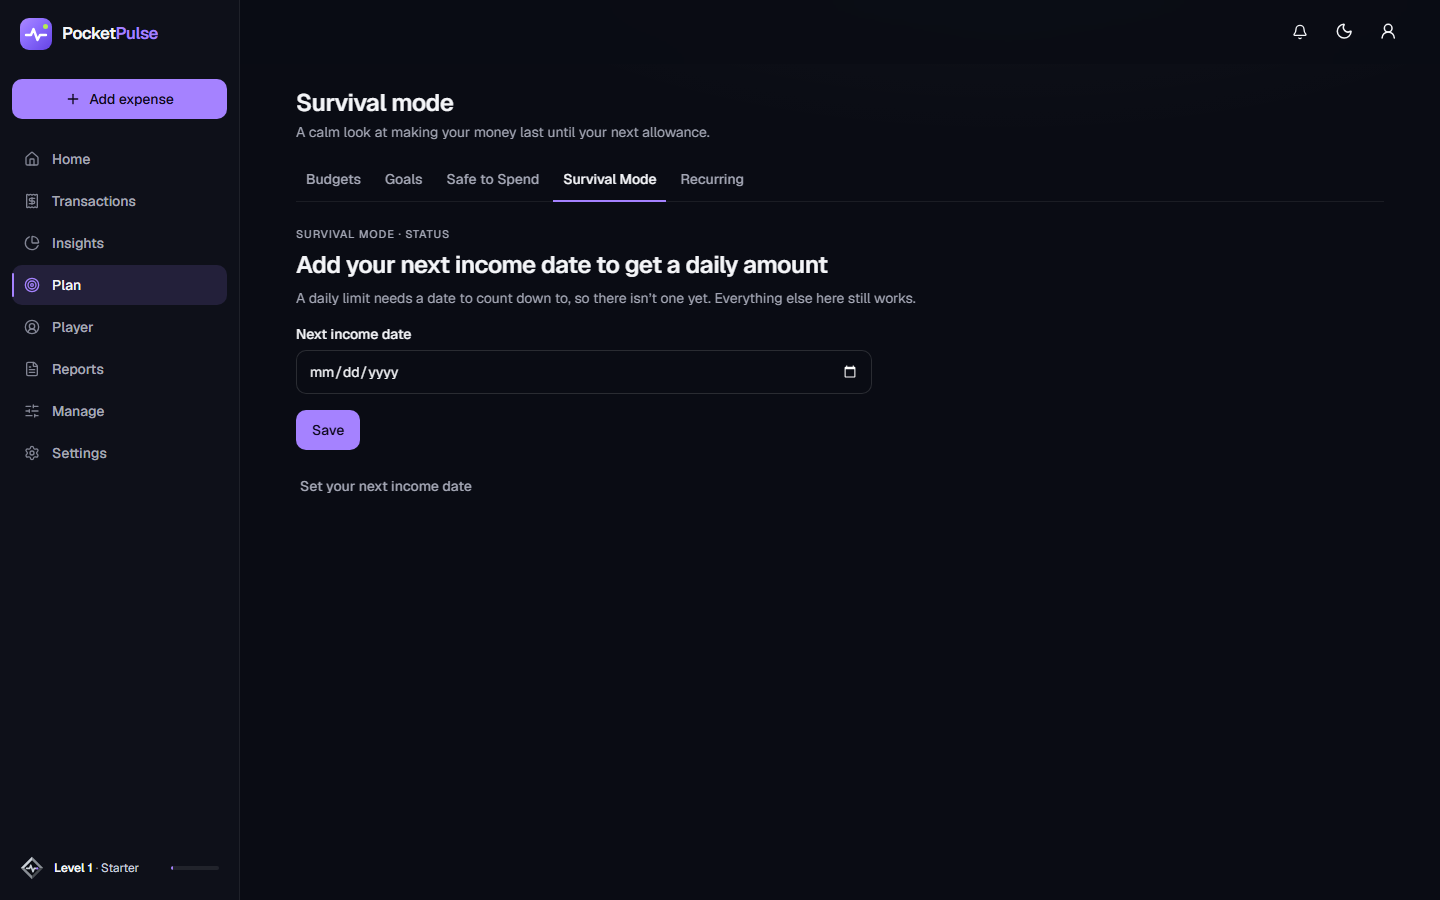 PocketPulse
Add expense
Home
Transactions
Insights
Plan
Player
Reports
Manage
Settings
Level 1 · Starter
Survival mode
A calm look at making your money last until your next allowance.
Budgets Goals Safe to Spend Survival Mode Recurring
SURVIVAL MODE · STATUS
Add your next income date to get a daily amount
A daily limit needs a date to count down to, so there isn't one yet. Everything else here still works.
Next income date
mm/dd/yyyy
Save
Set your next income date